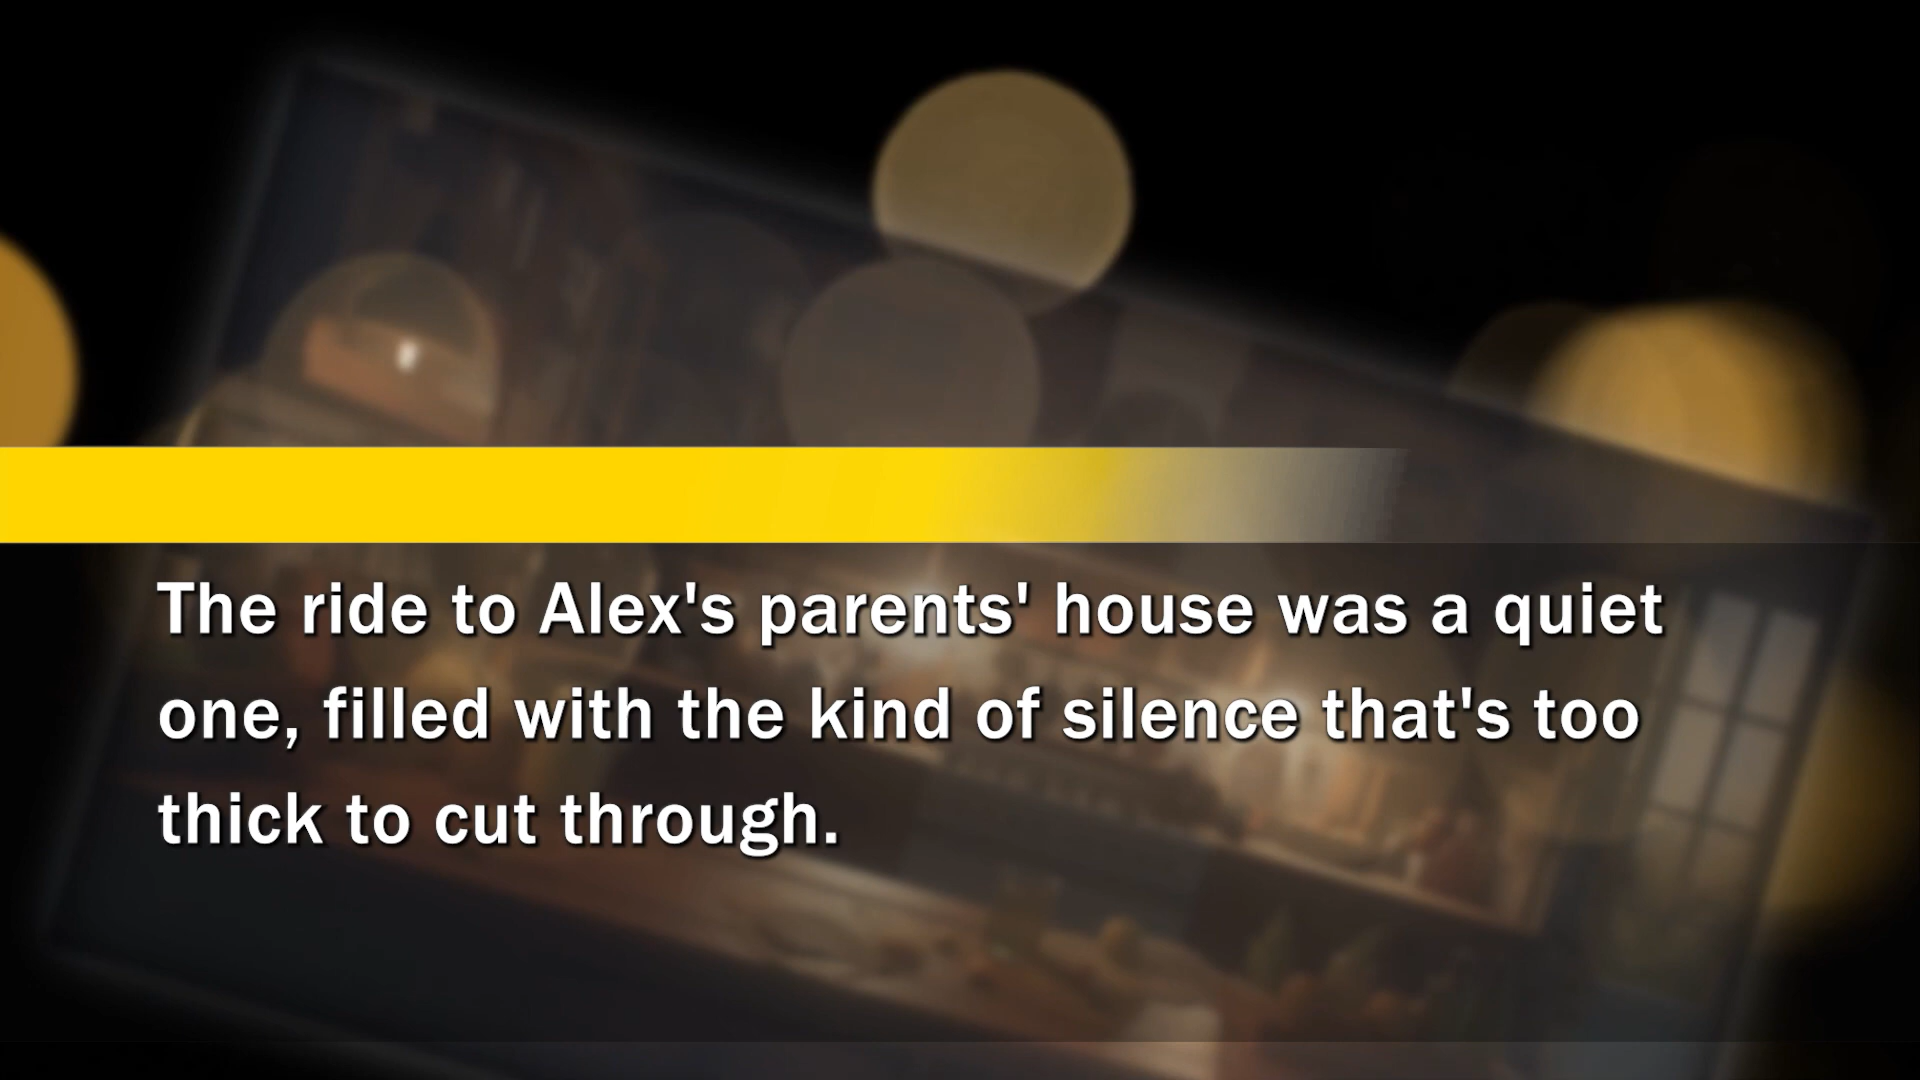 The ride to Alex's parents' house was a quiet
one, filled with the kind of silence that's too
thick to cut through.